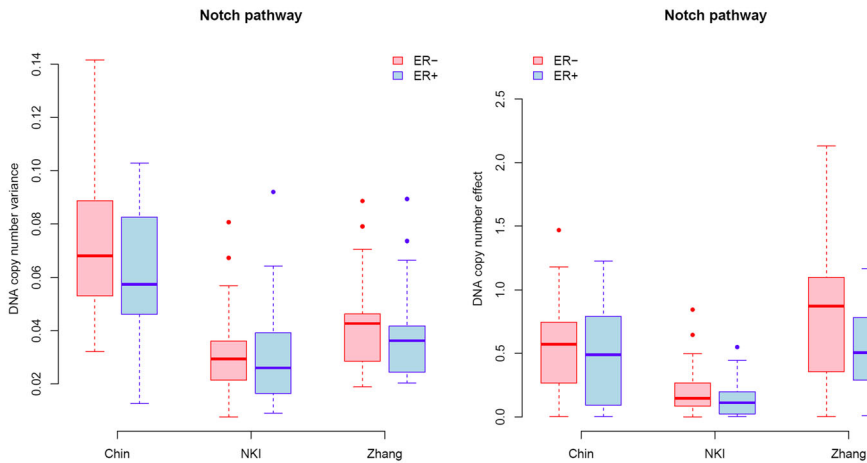 Notch pathway
ER−
ER+
DNA copy number variance
0.14
0.12
0.10
0.08
0.06
0.04
0.02
Chin
NKI
Zhang
Notch pathway
ER−
ER+
DNA copy number effect
2.5
2.0
1.5
1.0
0.5
0.0
Chin
NKI
Zhang